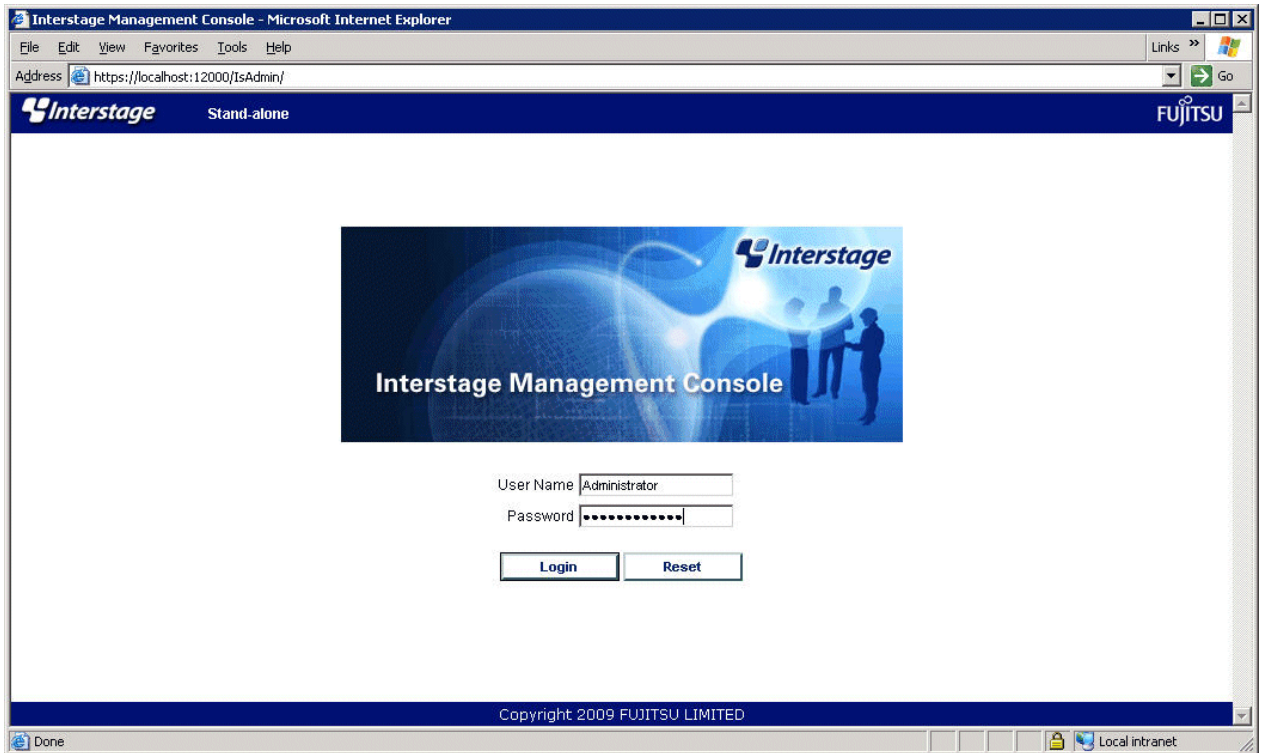 Interstage Management Console - Microsoft Internet Explorer
File Edit View Favorites Tools Help Links »
Address https://localhost:12000/IsAdmin/ Go
Interstage Stand-alone FUJITSU
Interstage
Interstage Management Console
User Name Administrator
Password ••••••••••••
Login Reset
Copyright 2009 FUJITSU LIMITED
Done Local intranet